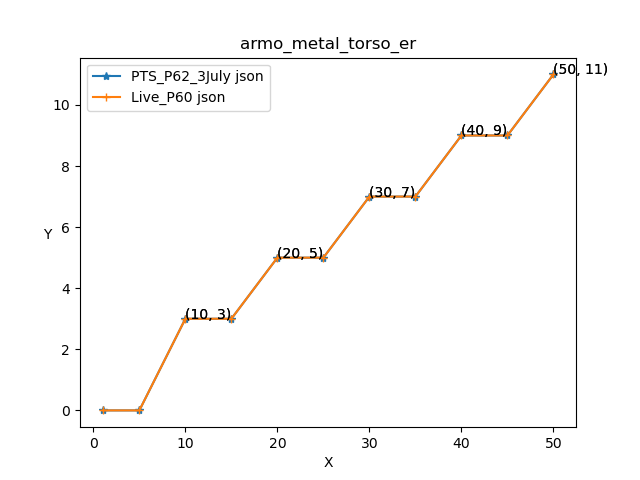 armo_metal_torso_er
PTS_P62_3July json
Live_P60 json
(50, 11)
(40, 9)
(30, 7)
(20, 5)
(10, 3)
Y
10
8
6
4
2
0
0 10 20 30 40 50
X